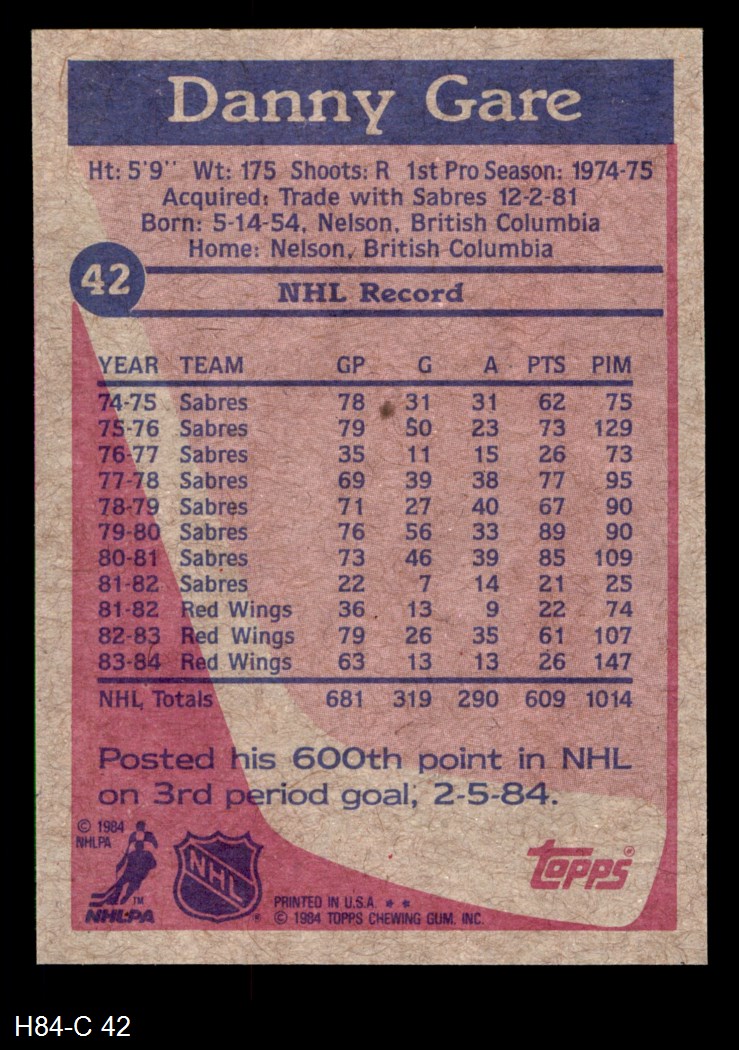 Danny Gare
Ht: 5'9'' Wt: 175 Shoots: R 1st Pro Season: 1974-75
Acquired: Trade with Sabres 12-2-81
Born: 5-14-54, Nelson, British Columbia
Home: Nelson, British Columbia
42
NHL Record
YEAR TEAM GP G A PTS PIM
74-75 Sabres 78 31 31 62 75
75-76 Sabres 79 50 23 73 129
76-77 Sabres 35 11 15 26 73
77-78 Sabres 69 39 38 77 95
78-79 Sabres 71 27 40 67 90
79-80 Sabres 76 56 33 89 90
80-81 Sabres 73 46 39 85 109
81-82 Sabres 22 7 14 21 25
81-82 Red Wings 36 13 9 22 74
82-83 Red Wings 79 26 35 61 107
83-84 Red Wings 63 13 13 26 147
NHL Totals 681 319 290 609 1014
Posted his 600th point in NHL
on 3rd period goal, 2-5-84.
© 1984
NHLPA
TM
NHLPA
NHL ®
topps®
PRINTED IN U.S.A. * *
© 1984 TOPPS CHEWING GUM, INC.
H84-C 42